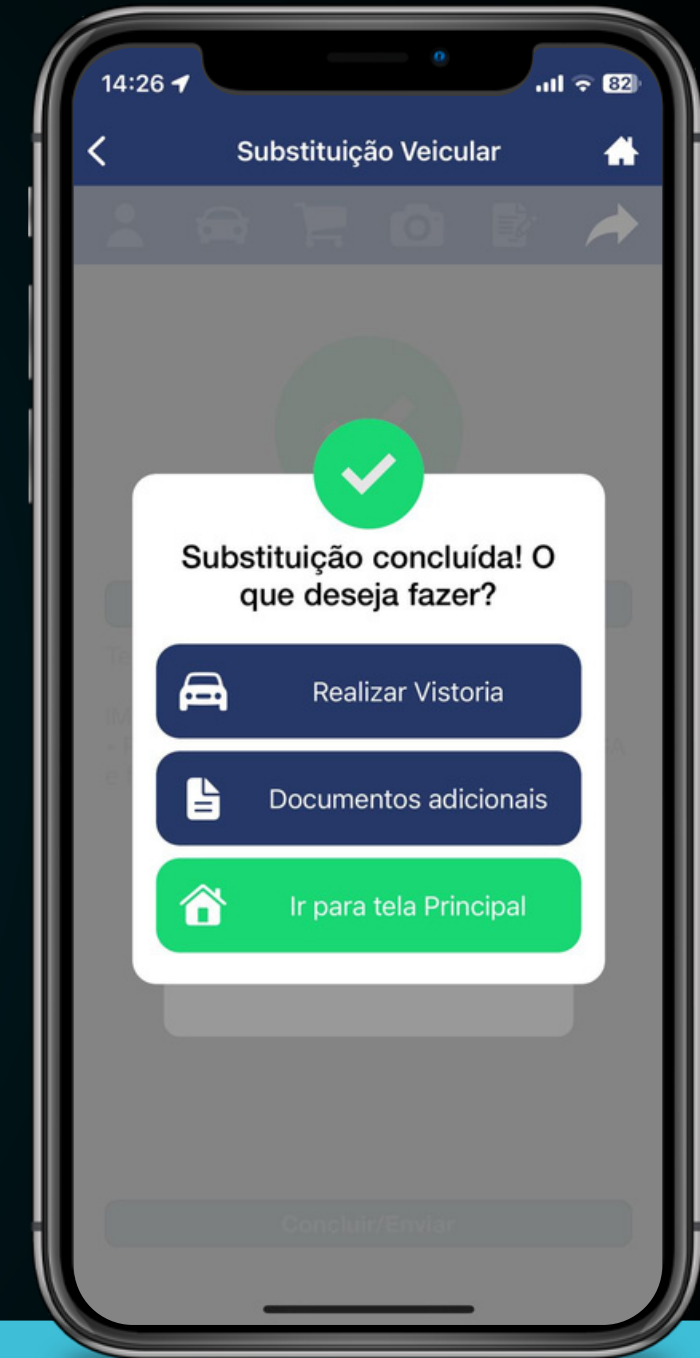 14:26
82
Substituição Veicular
Substituição concluída! O
que deseja fazer?
Realizar Vistoria
Documentos adicionais
Ir para tela Principal
Concluir/Enviar